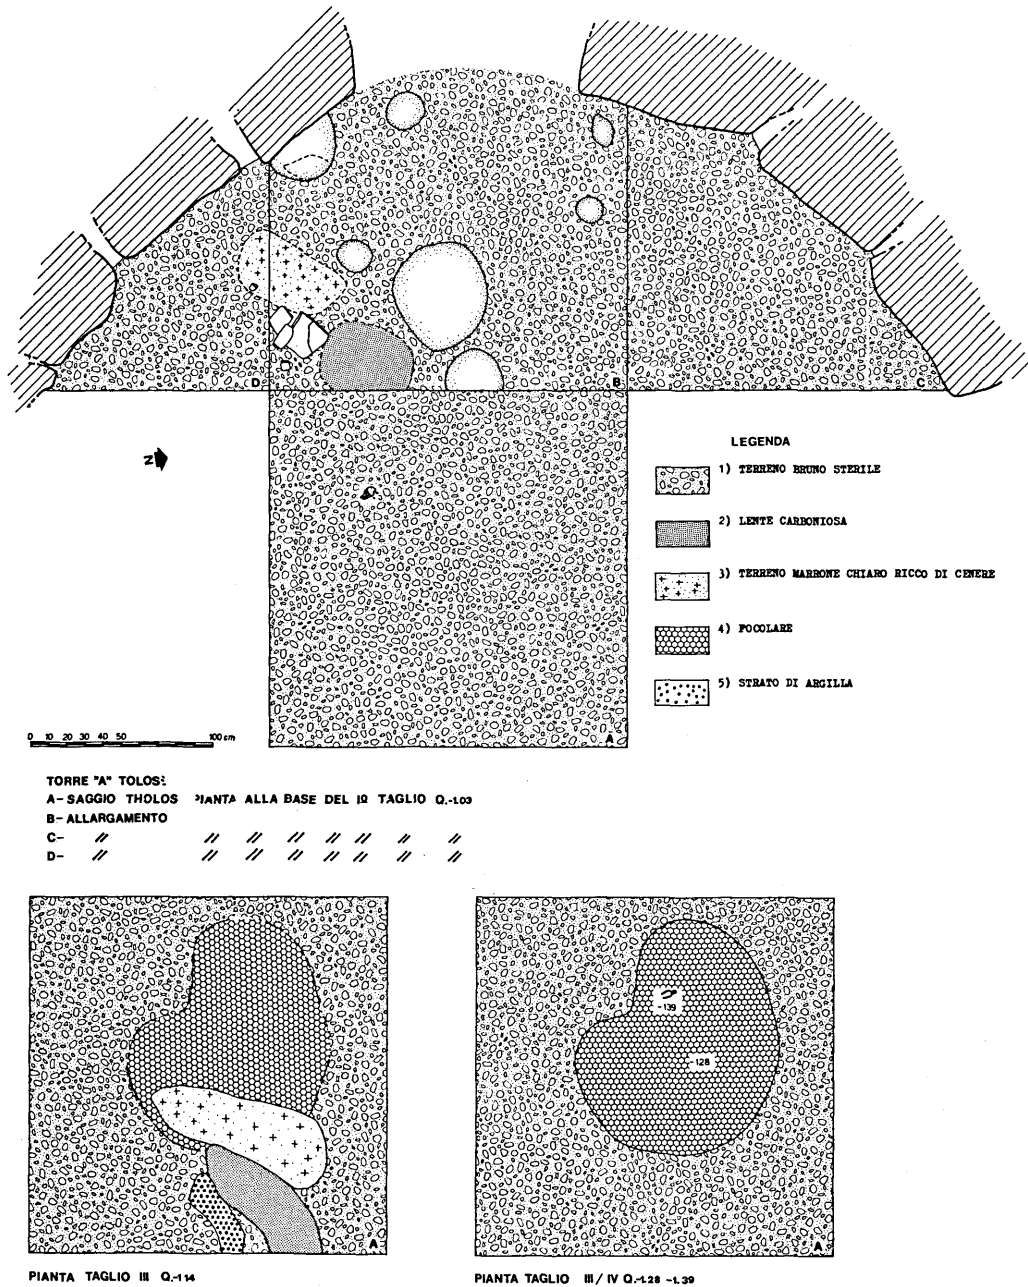 D
B
C
N
A
LEGENDA
1) TERRENO BRUNO STERILE
2) LENTE CARBONIOSA
3) TERRENO MARRONE CHIARO RICCO DI CENERE
4) FOCOLARE
5) STRATO DI ARGILLA
0 10 20 30 40 50 100 cm
TORRE "A" TOLOS
A- SAGGIO THOLOS PIANTA ALLA BASE DEL IΩ TAGLIO Q.-1.03
B- ALLARGAMENTO
C- // // // // // // // //
D- // // // // // // // //
-139
-128
A
A
PIANTA TAGLIO III Q.-114
PIANTA TAGLIO III/IV Q.-1.28 -1.39